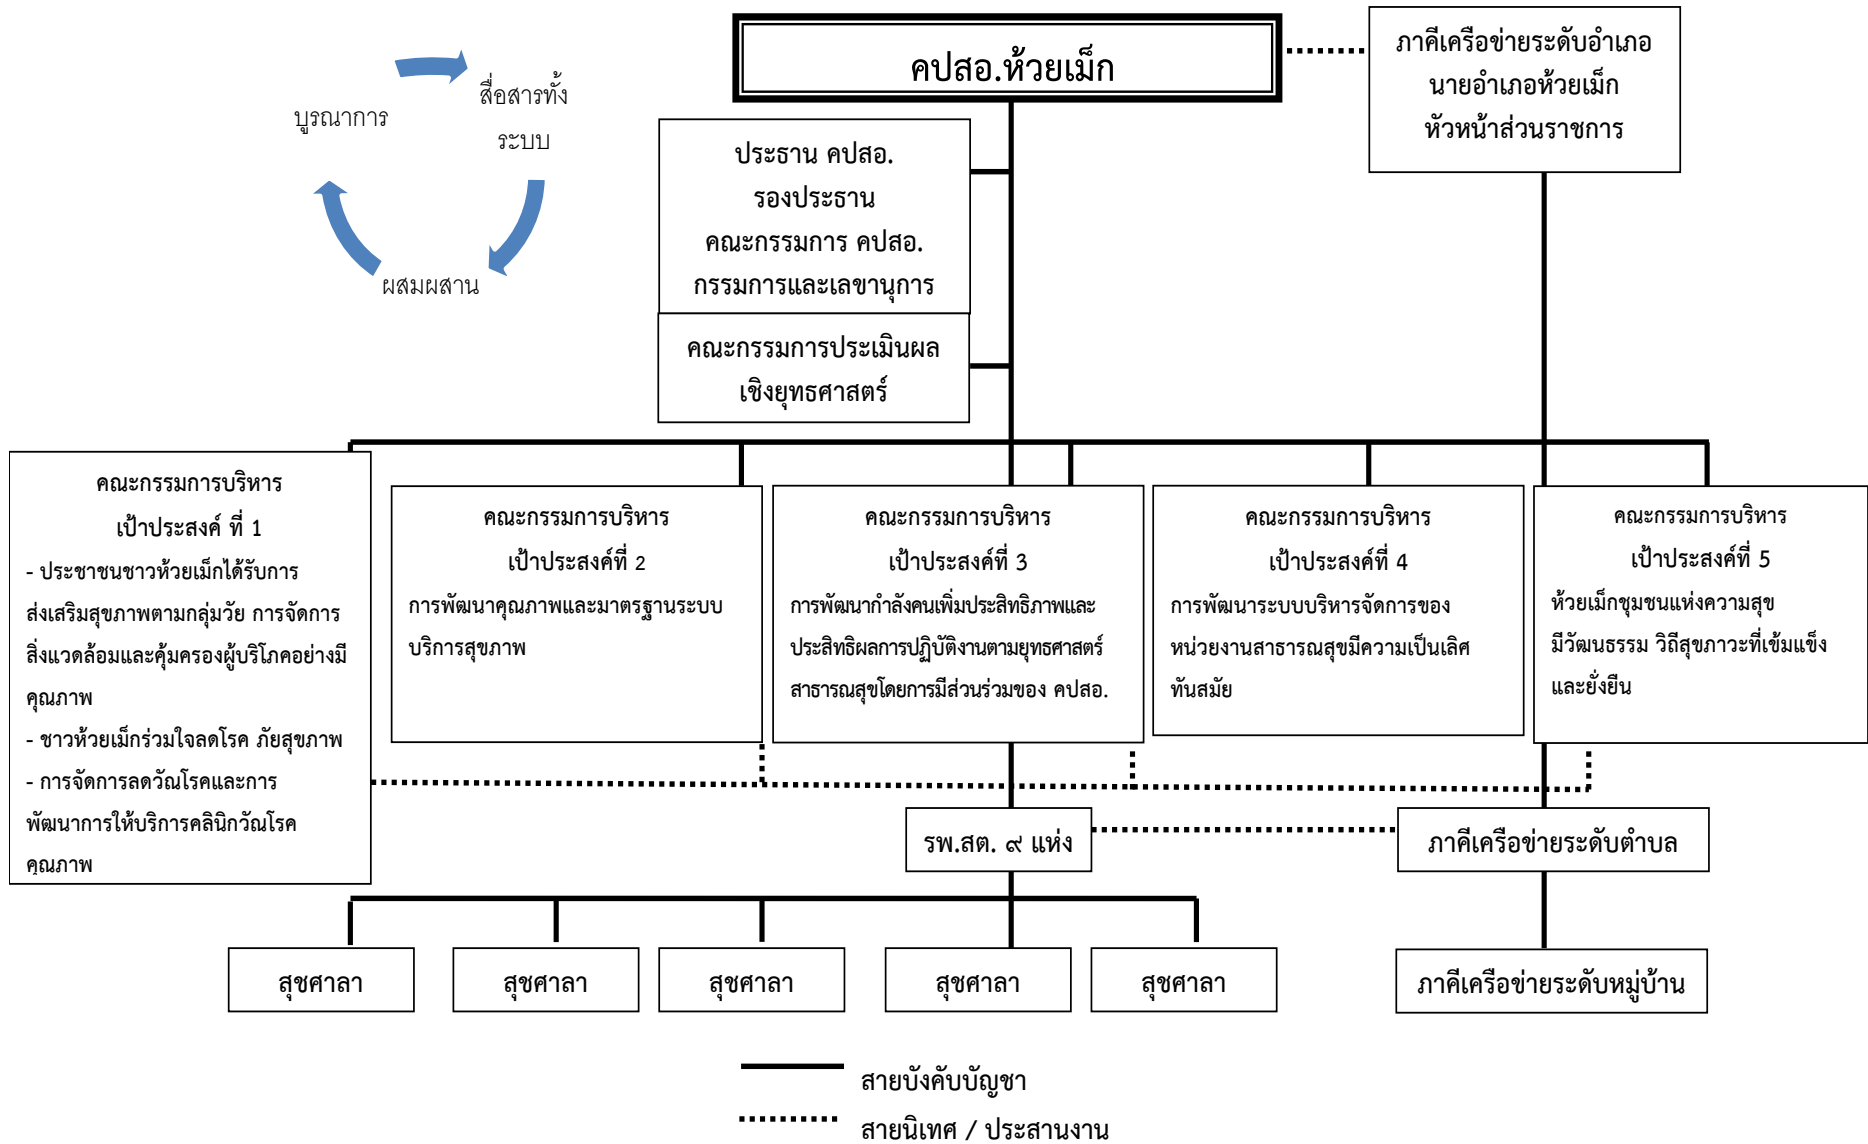 คปสอ.ห้วยเม็ก
ภาคีเครือข่ายระดับอำเภอ
นายอำเภอห้วยเม็ก
หัวหน้าส่วนราชการ
สื่อสารทั้ง
ระบบ
บูรณาการ
ผสมผสาน
ประธาน คปสอ.
รองประธาน
คณะกรรมการ คปสอ.
กรรมการและเลขานุการ
คณะกรรมการประเมินผล
เชิงยุทธศาสตร์
คณะกรรมการบริหาร
เป้าประสงค์ ที่ 1
- ประชาชนชาวห้วยเม็กได้รับการ
ส่งเสริมสุขภาพตามกลุ่มวัย การจัดการ
สิ่งแวดล้อมและคุ้มครองผู้บริโภคอย่างมี
คุณภาพ
- ชาวห้วยเม็กร่วมใจลดโรค ภัยสุขภาพ
- การจัดการลดวัณโรคและการ
พัฒนาการให้บริการคลินิกวัณโรค
คุณภาพ
คณะกรรมการบริหาร
เป้าประสงค์ที่ 2
การพัฒนาคุณภาพและมาตรฐานระบบ
บริการสุขภาพ
คณะกรรมการบริหาร
เป้าประสงค์ที่ 3
การพัฒนากำลังคนเพิ่มประสิทธิภาพและ
ประสิทธิผลการปฏิบัติงานตามยุทธศาสตร์
สาธารณสุขโดยการมีส่วนร่วมของ คปสอ.
คณะกรรมการบริหาร
เป้าประสงค์ที่ 4
การพัฒนาระบบบริหารจัดการของ
หน่วยงานสาธารณสุขมีความเป็นเลิศ
ทันสมัย
คณะกรรมการบริหาร
เป้าประสงค์ที่ 5
ห้วยเม็กชุมชนแห่งความสุข
มีวัฒนธรรม วิถีสุขภาวะที่เข้มแข็ง
และยั่งยืน
รพ.สต. ๙ แห่ง
ภาคีเครือข่ายระดับตำบล
สุชศาลา
สุชศาลา
สุชศาลา
สุชศาลา
สุชศาลา
ภาคีเครือข่ายระดับหมู่บ้าน
สายบังคับบัญชา
สายนิเทศ / ประสานงาน